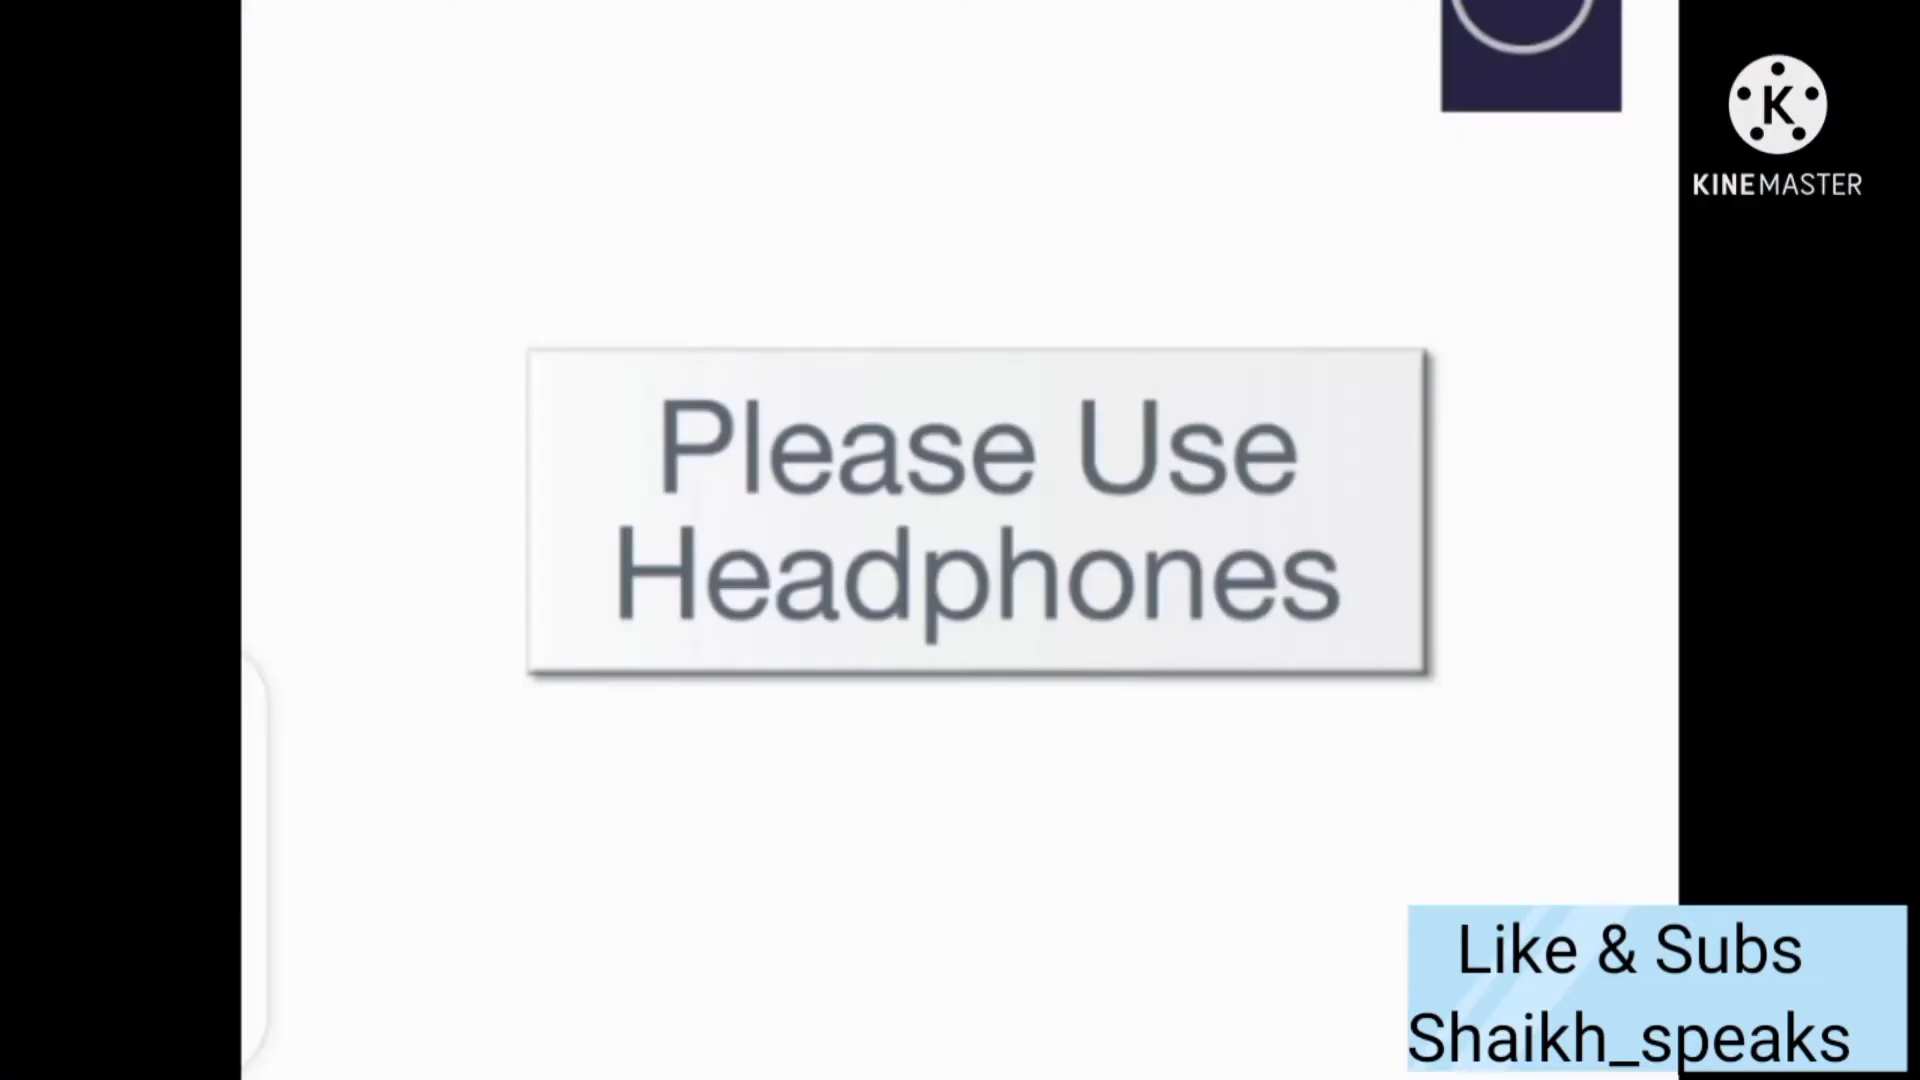 K
KINEMASTER
Please Use
Headphones
Like & Subs
Shaikh_speaks